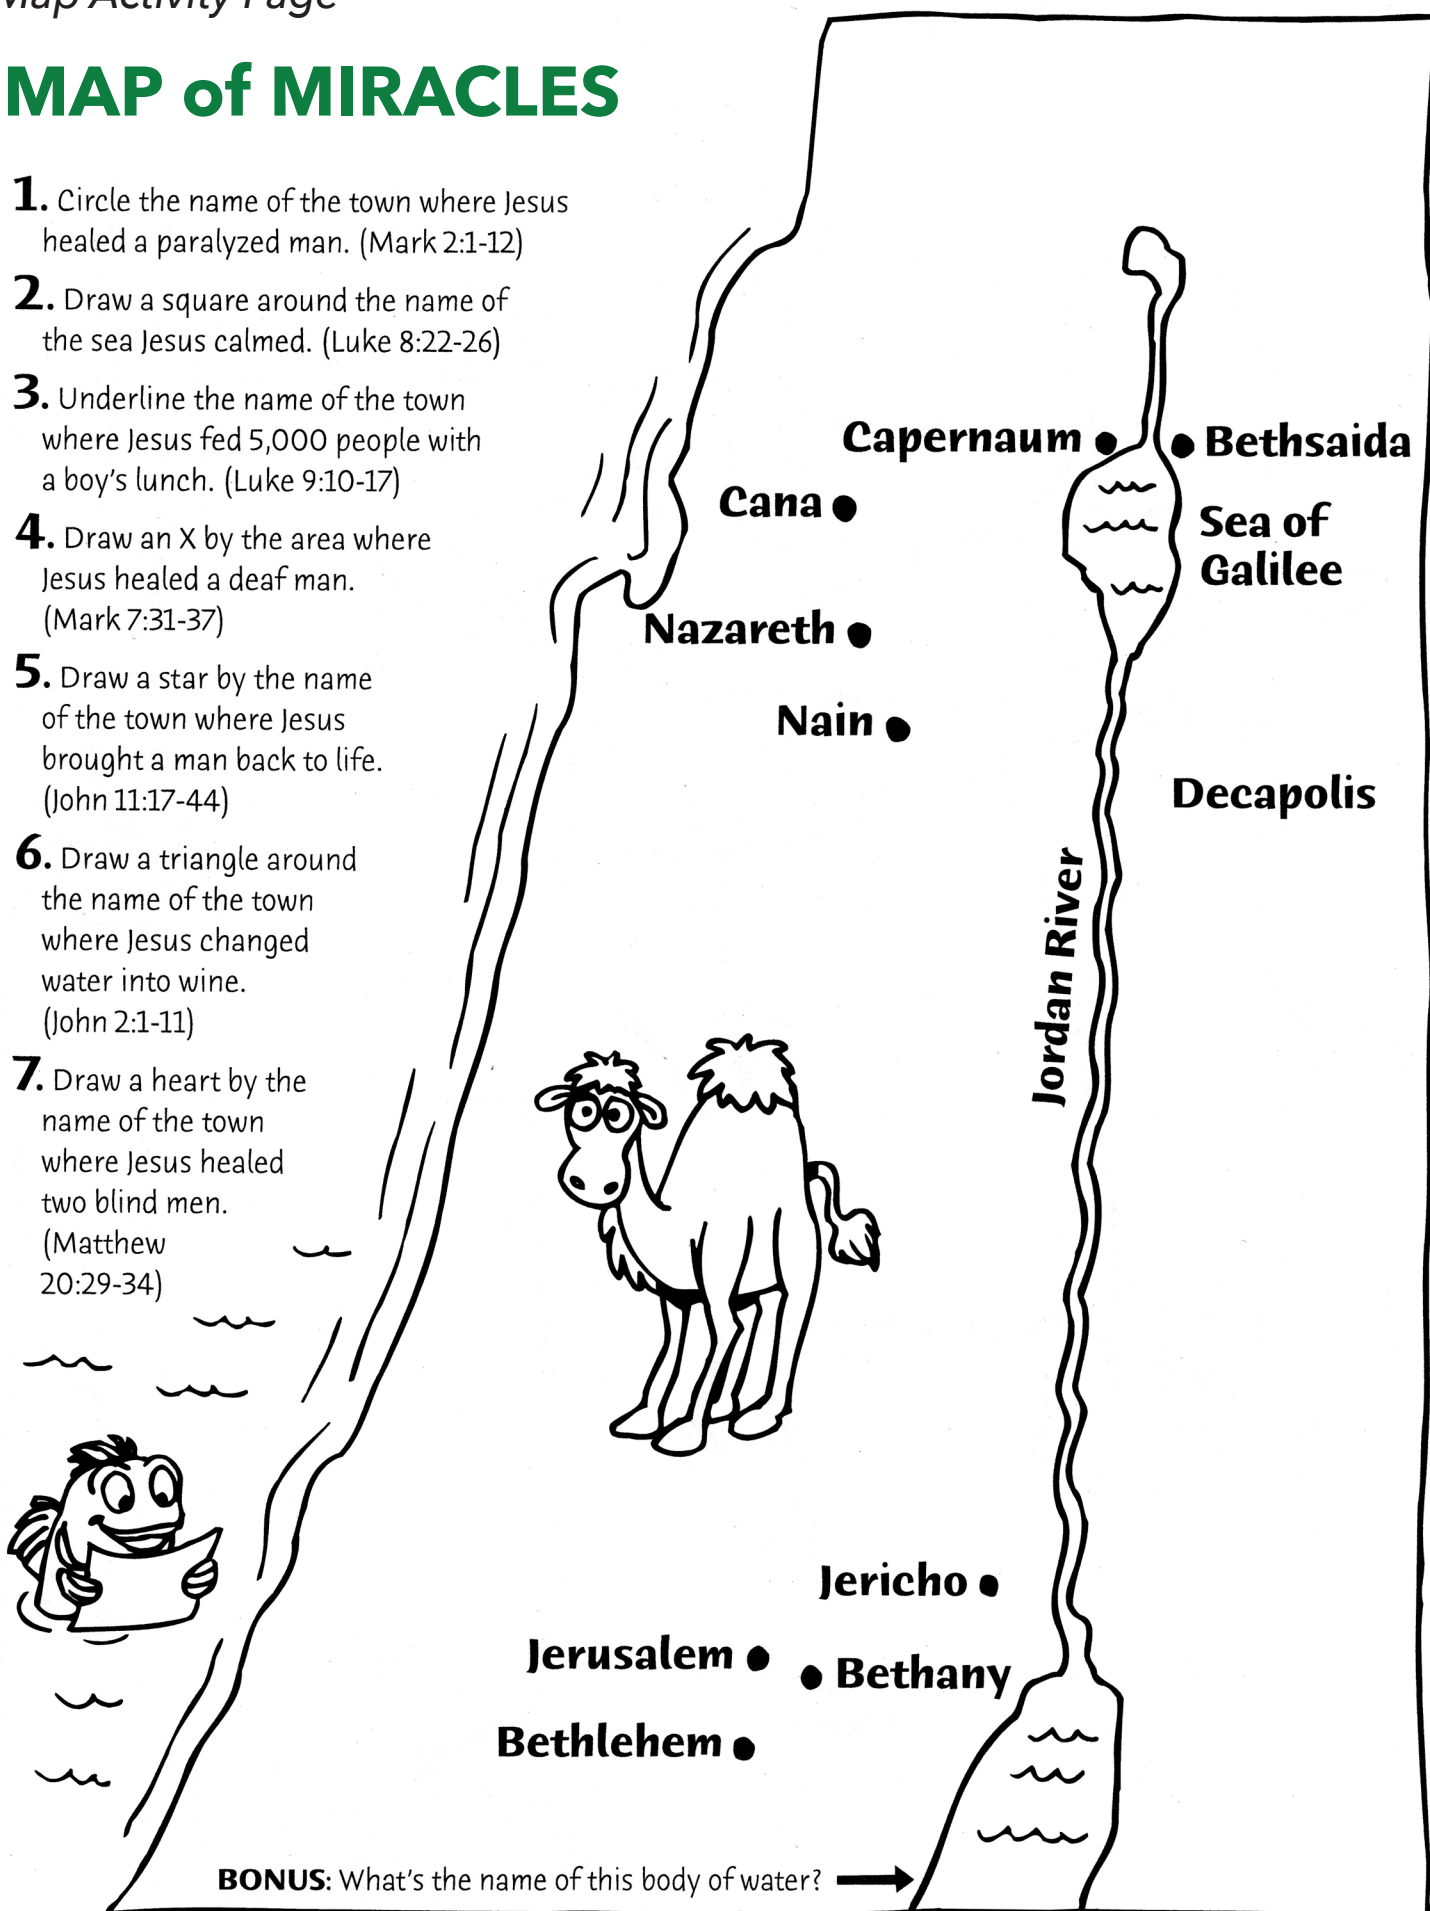 Map Activity Page
MAP of MIRACLES
1. Circle the name of the town where Jesus
healed a paralyzed man. (Mark 2:1-12)
2. Draw a square around the name of
the sea Jesus calmed. (Luke 8:22-26)
3. Underline the name of the town
where Jesus fed 5,000 people with
a boy's lunch. (Luke 9:10-17)
4. Draw an X by the area where
Jesus healed a deaf man.
(Mark 7:31-37)
5. Draw a star by the name
of the town where Jesus
brought a man back to life.
(John 11:17-44)
6. Draw a triangle around
the name of the town
where Jesus changed
water into wine.
(John 2:1-11)
7. Draw a heart by the
name of the town
where Jesus healed
two blind men.
(Matthew
20:29-34)
Capernaum
Bethsaida
Cana
Sea of
Galilee
Nazareth
Nain
Decapolis
Jordan River
Jericho
Jerusalem
Bethany
Bethlehem
BONUS: What's the name of this body of water?